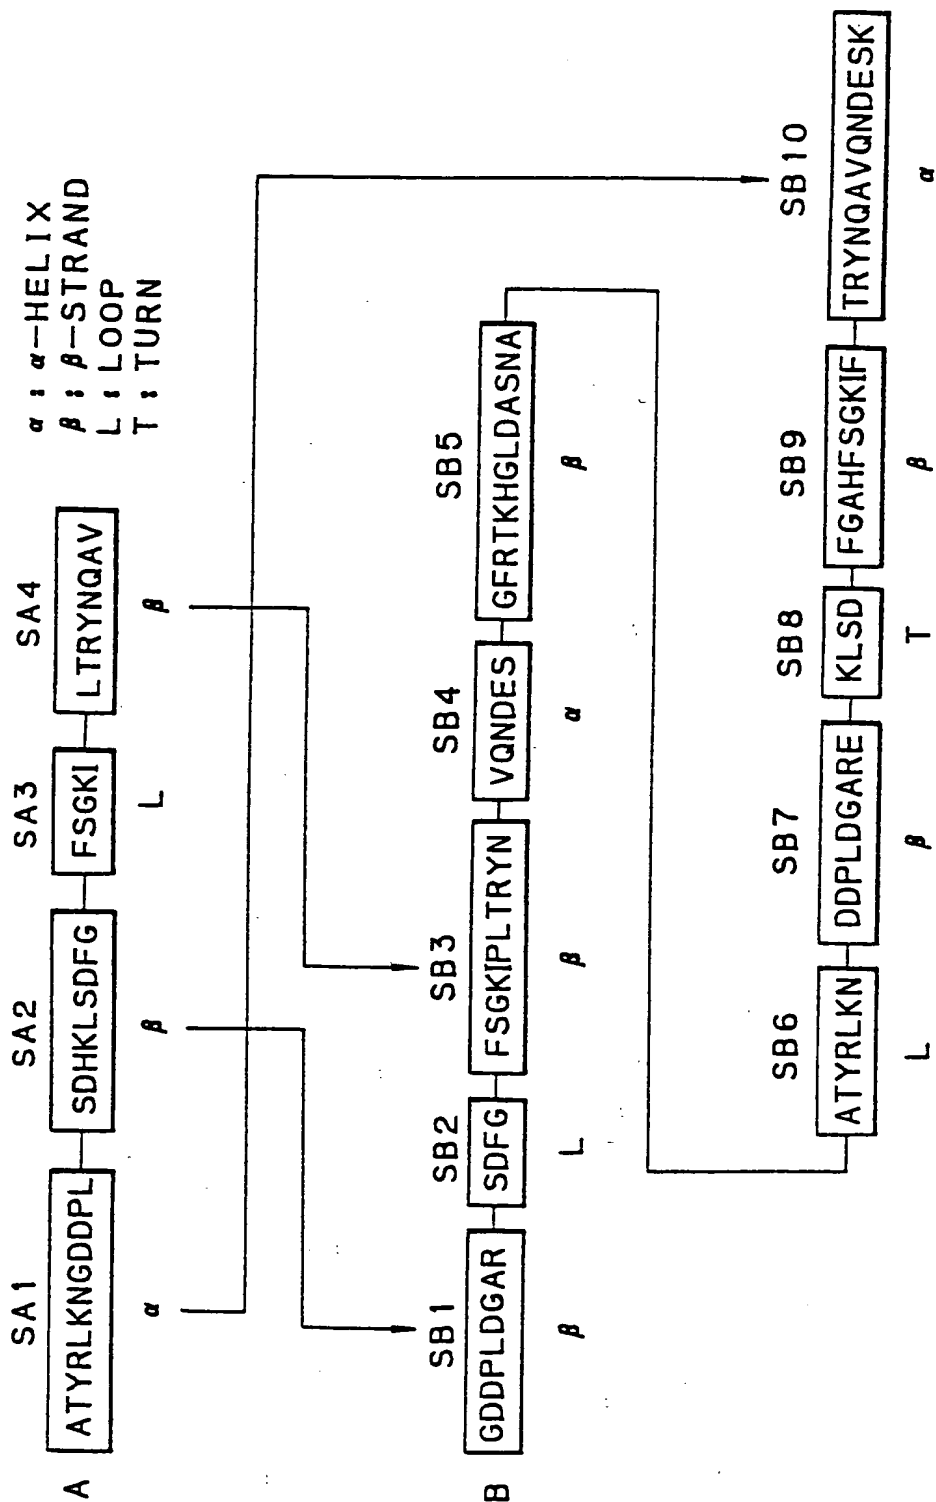 α : α-HELIX
β : β-STRAND
L : LOOP
T : TURN
SA1 SA2 SA3 SA4
A ATYRLKNGDDPL SDHKLSDFG FSGKI LTRYNQAV
α β L β
SB1 SB2 SB3 SB4 SB5
B GDDPLDGAR SDFG FSGKIPLTRYN VQNDES GFRTKHGLDASNA
β L β α β
SB6 SB7 SB8 SB9 SB10
ATYRLKN DDPLDGARE KLSD FGAHFSGKIF TRYNQAVQNDESK
L β T β α